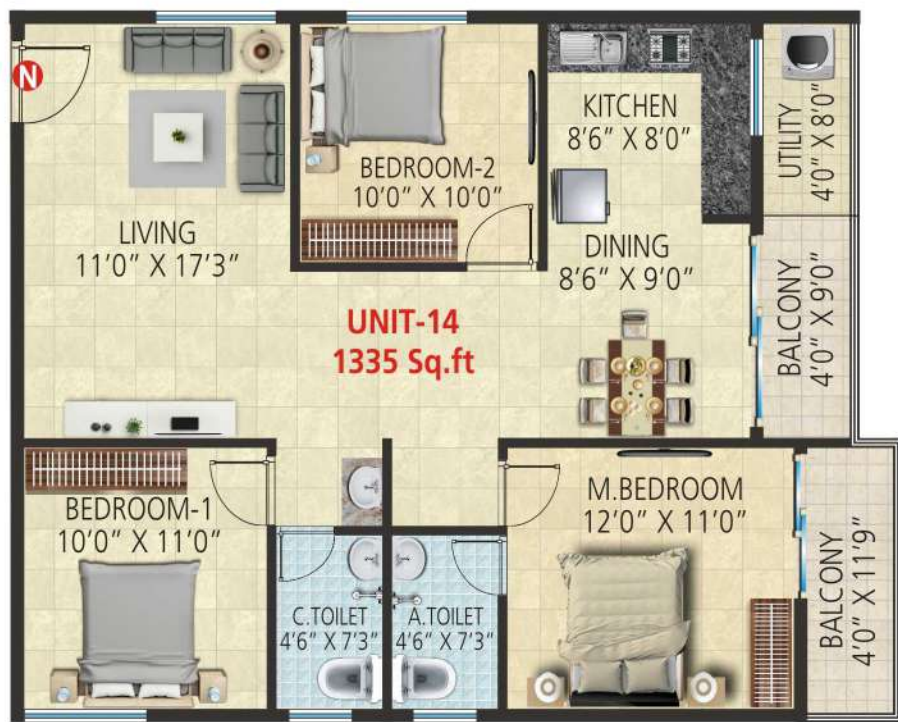 N
LIVING
11'0" X 17'3"
BEDROOM-2
10'0" X 10'0"
KITCHEN
8'6" X 8'0"
UTILITY
4'0" X 8'0"
DINING
8'6" X 9'0"
BALCONY
4'0" X 9'0"
UNIT-14
1335 Sq.ft
BEDROOM-1
10'0" X 11'0"
C.TOILET
4'6" X 7'3"
A.TOILET
4'6" X 7'3"
M.BEDROOM
12'0" X 11'0"
BALCONY
4'0" X 11'9"